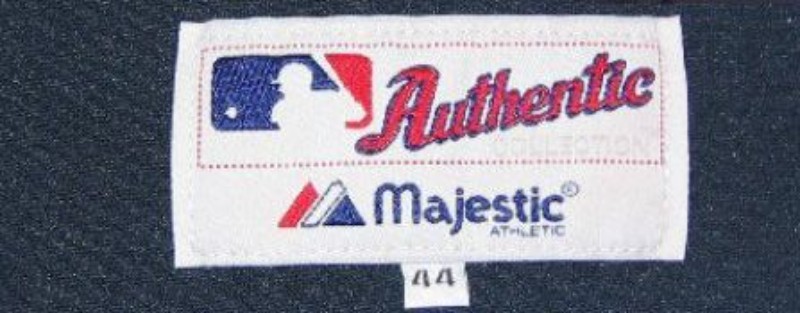 Authentic
COLLECTION
Majestic®
ATHLETIC
44